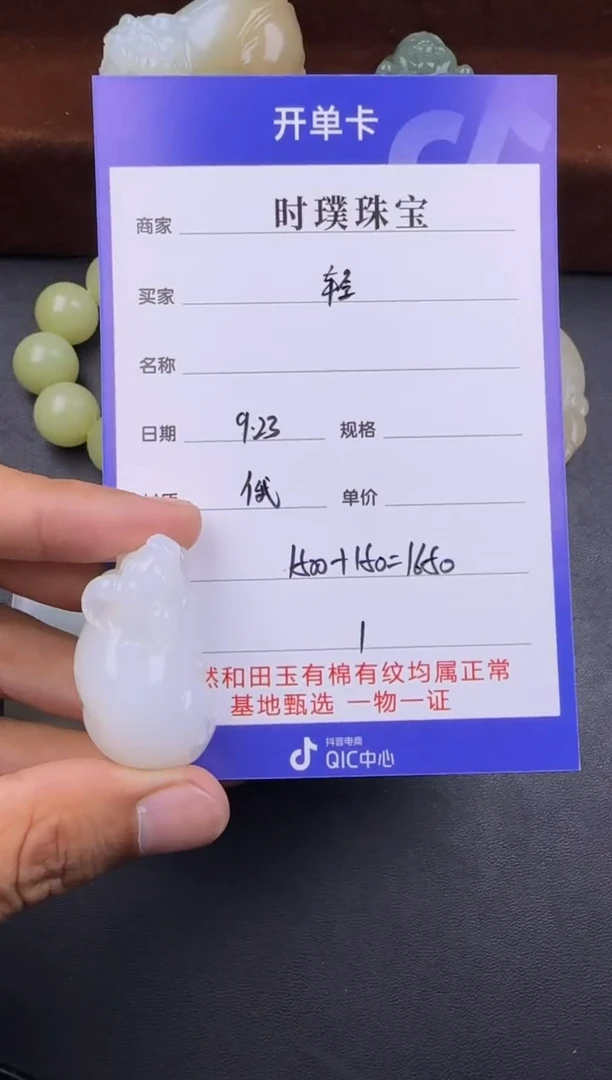 开单卡
商家 时璞珠宝
买家 轻
名称
日期 9.23 规格
俄 单价
1500+150=1650
1
然和田玉有棉有纹均属正常
基地甄选 一物一证
抖音电商
QIC中心